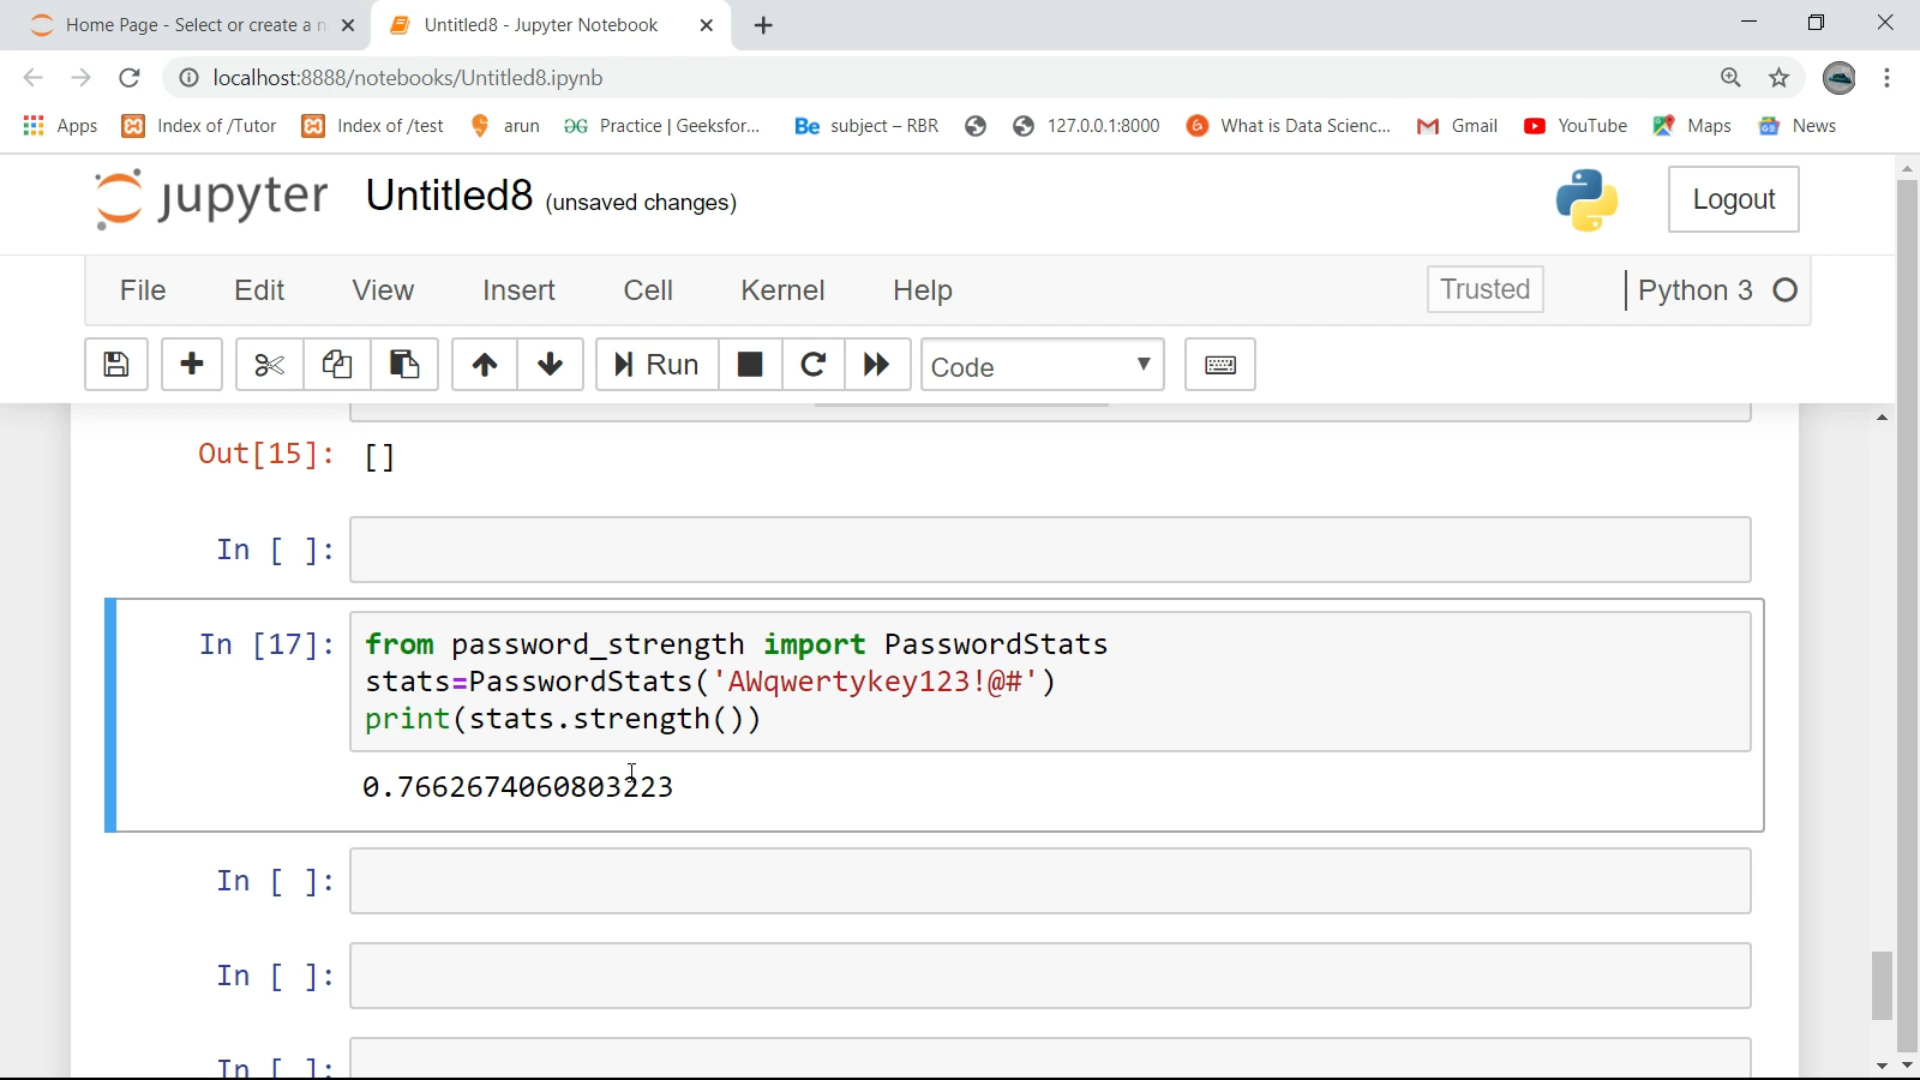 Home Page - Select or create a n
Untitled8 - Jupyter Notebook
localhost:8888/notebooks/Untitled8.ipynb
Apps
Index of /Tutor
Index of /test
arun
Practice | Geeksfor...
Be subject – RBR
127.0.0.1:8000
What is Data Scienc...
Gmail
YouTube
Maps
News
jupyter
Untitled8 (unsaved changes)
Logout
File Edit View Insert Cell Kernel Help
Trusted
Python 3
Run
Code
Out[15]: []
In [ ]:
In [17]: from password_strength import PasswordStats
stats=PasswordStats('AWqwertykey123!@#')
print(stats.strength())
0.7662674060803223
In [ ]:
In [ ]:
In [ ]: